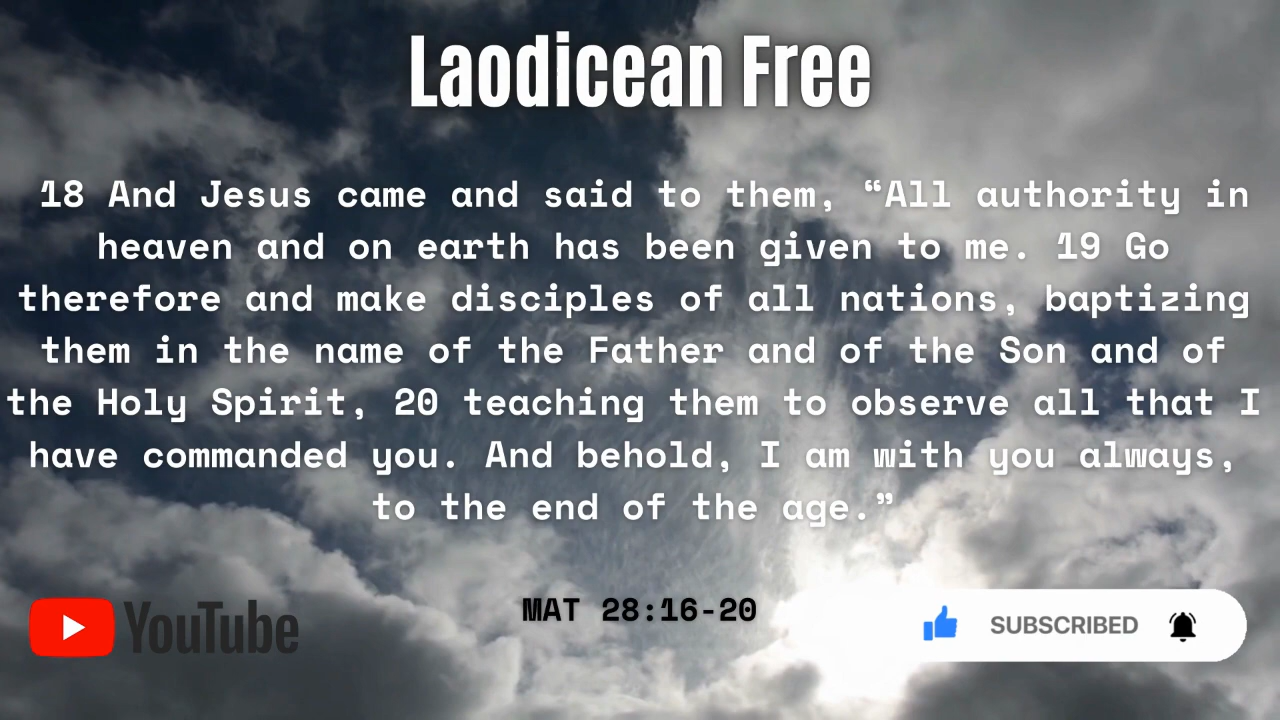 Laodicean Free
18 And Jesus came and said to them, “All authority in
heaven and on earth has been given to me. 19 Go
therefore and make disciples of all nations, baptizing
them in the name of the Father and of the Son and of
the Holy Spirit, 20 teaching them to observe all that I
have commanded you. And behold, I am with you always,
to the end of the age.”
MAT 28:16-20
YouTube
SUBSCRIBED